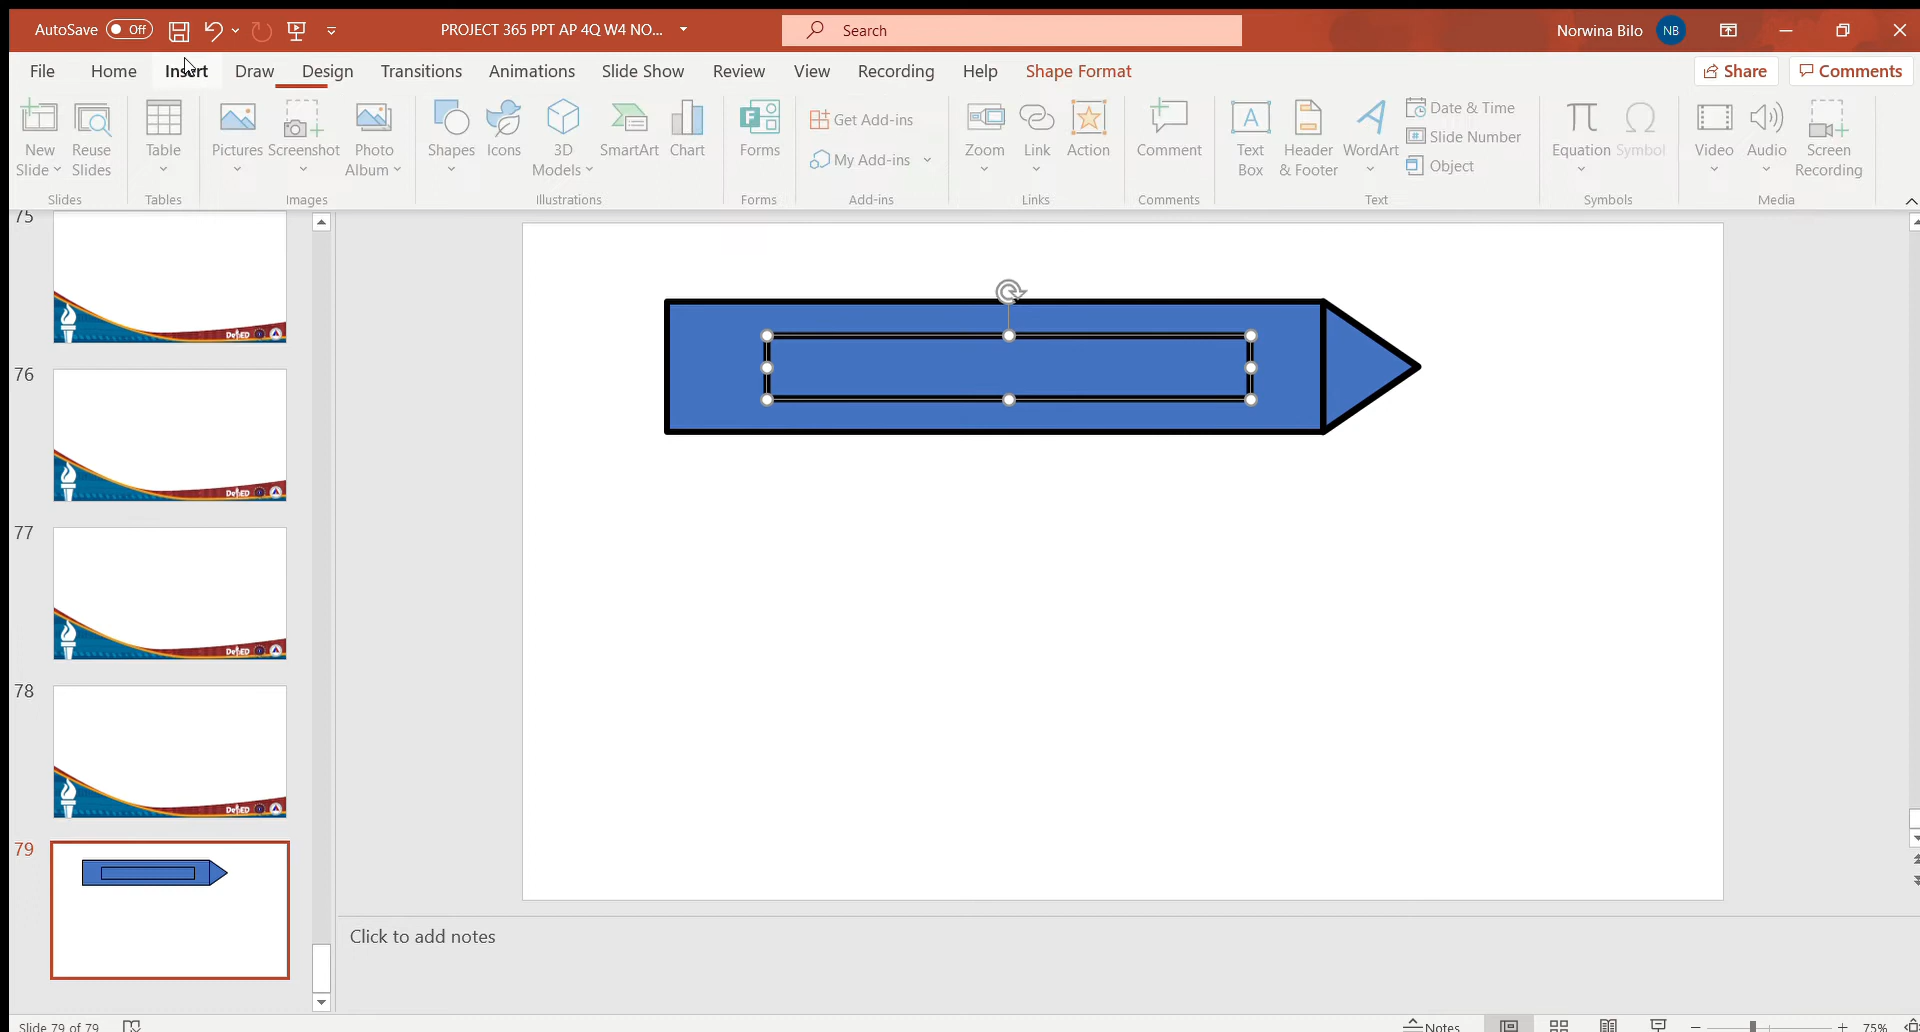 AutoSave Off PROJECT 365 PPT AP 4Q W4 NO... Search Norwina Bilo NB
File Home Insert Draw Design Transitions Animations Slide Show Review View Recording Help Shape Format Share Comments
New Slide
Reuse Slides
Table
Pictures
Screenshot
Photo Album
Shapes
Icons
3D Models
SmartArt
Chart
Forms
Get Add-ins
My Add-ins
Zoom
Link
Action
Comment
Text Box
Header & Footer
WordArt
Date & Time
Slide Number
Object
Equation
Symbol
Video
Audio
Screen Recording
Slides Tables Images Illustrations Forms Add-ins Links Comments Text Symbols Media
75
DepED
76
DepED
77
DepED
78
DepED
79
Click to add notes
Slide 79 of 79 Notes 75%